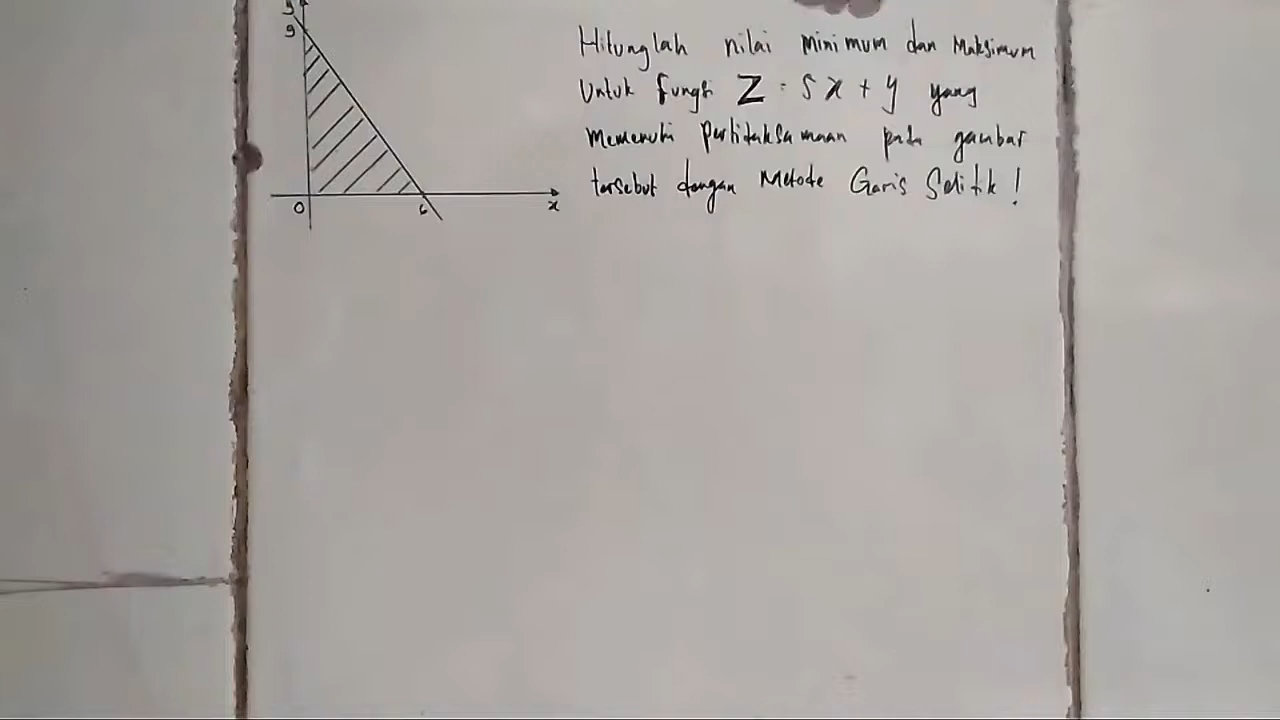 y
9
0
6
x
Hitunglah nilai minimum dan Maksimum
Untuk fungsi Z = 5x + y yang
memenuhi pertidaksamaan pada gambar
tersebut dengan Metode Garis Selidik !